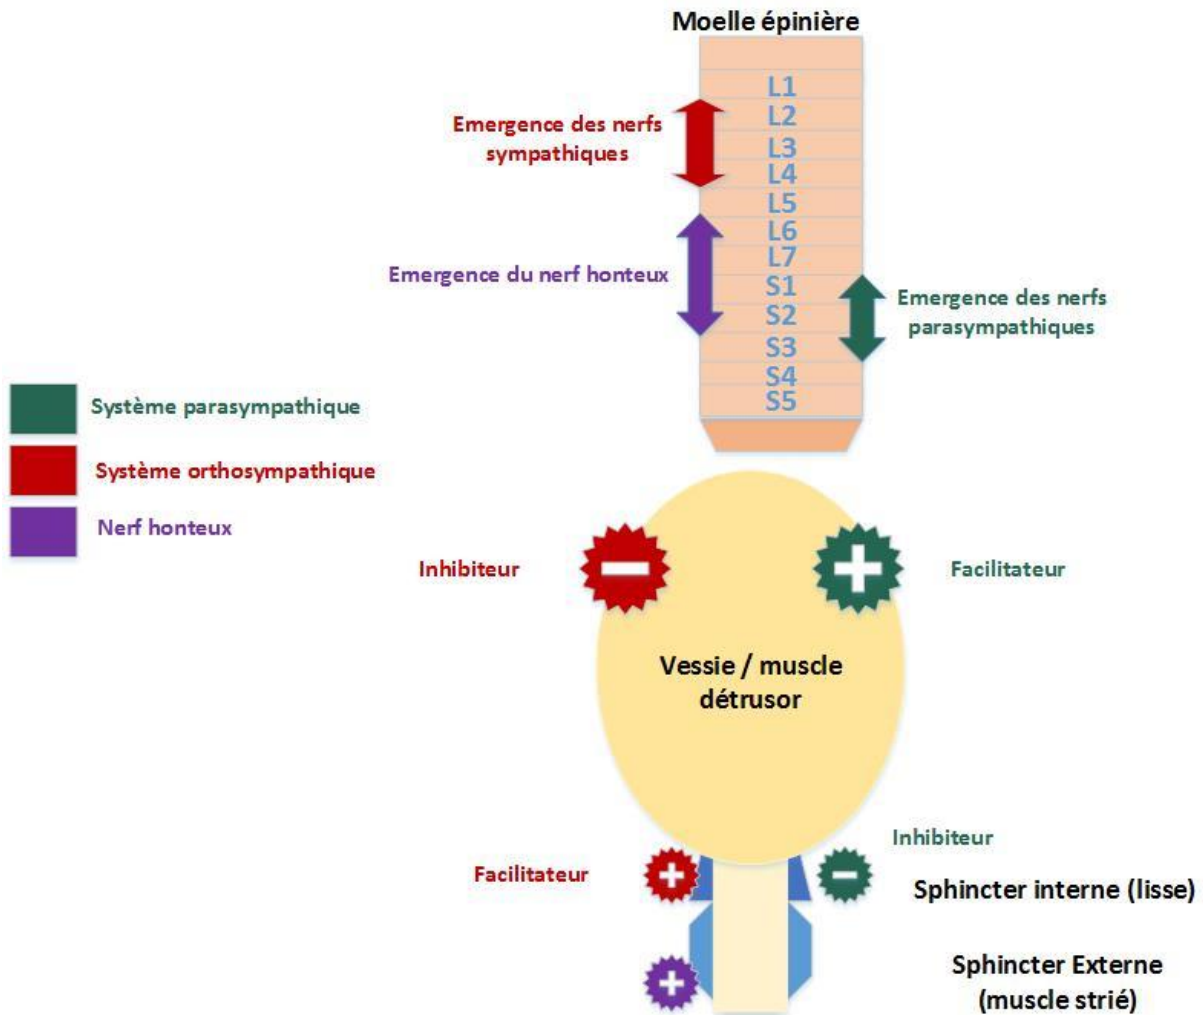 Moelle épinière
L1
L2
L3
L4
L5
L6
L7
S1
S2
S3
S4
S5
Emergence des nerfs
sympathiques
Emergence du nerf honteux
Emergence des nerfs
parasympathiques
Système parasympathique
Système orthosympathique
Nerf honteux
Inhibiteur
Facilitateur
Vessie / muscle
détrusor
Inhibiteur
Facilitateur
Sphincter interne (lisse)
Sphincter Externe
(muscle strié)